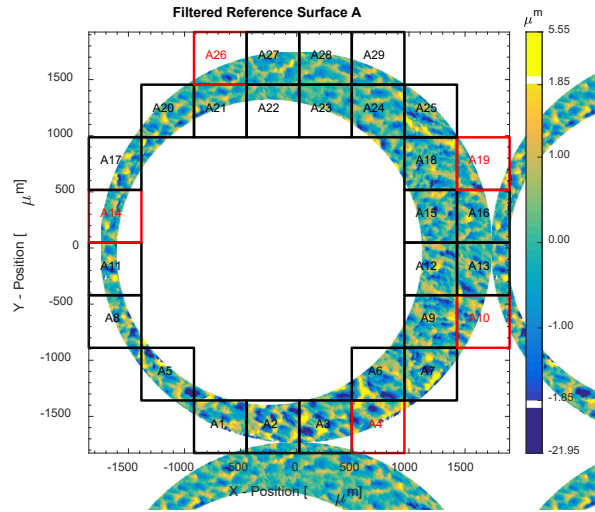 Filtered Reference Surface A
μm
5.55
1.85
1.00
0.00
-1.00
-1.85
-21.95
Y - Position [ μm]
1500
1000
500
0
-500
-1000
-1500
A26 A27 A28 A29
A20 A21 A22 A23 A24 A25
A17 A18 A19
A14 A15 A16
A11 A12 A13
A8 A9 A10
A5 A6 A7
A1 A2 A3 A4
-1500 -1000 -500 0 500 1000 1500
X - Position [ μm]